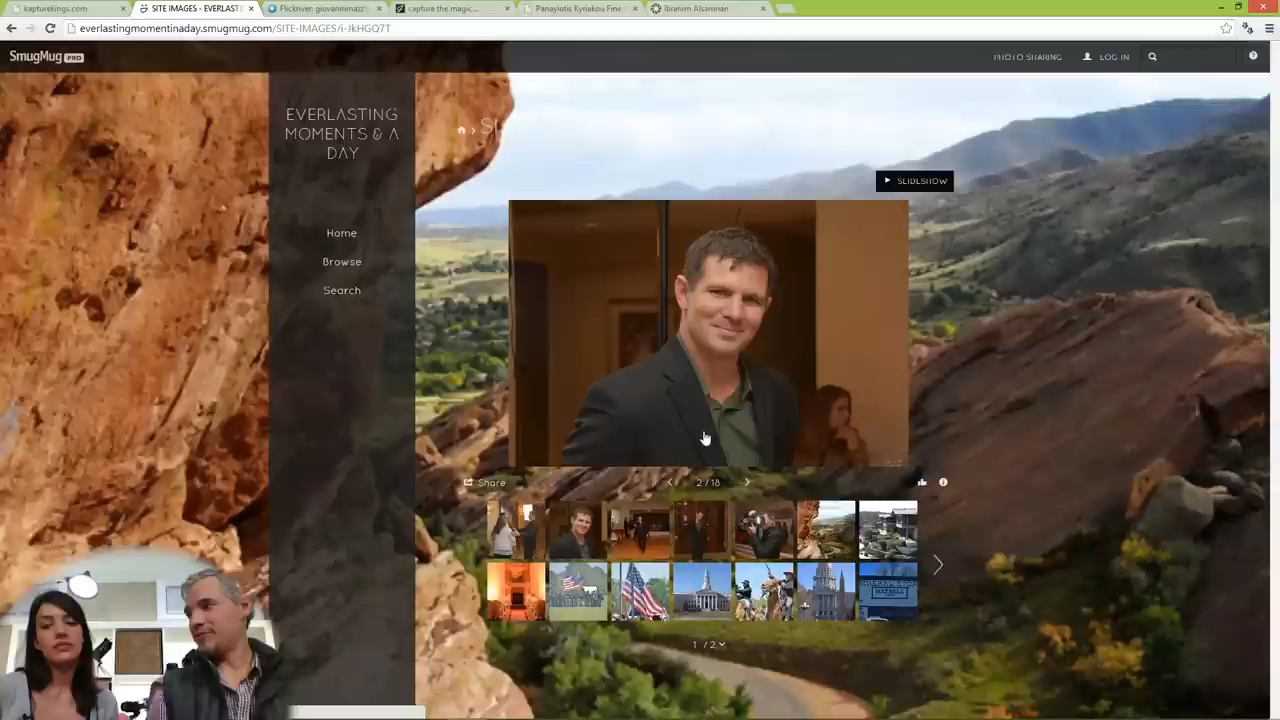 kapturekings.com
SITE IMAGES - EVERLAST
Flickriver: giovannimazz
capture the magic...
Panayiotis Kyriakou Fine
Ibrahim Alsamman
everlastingmomentinaday.smugmug.com/SITE-IMAGES/i-JkHGQ7T
SmugMug PRO
PHOTO SHARING
LOG IN
EVERLASTING
MOMENTS & A
DAY
SI
SLIDESHOW
Home
Browse
Search
Share
2 / 18
1 / 2